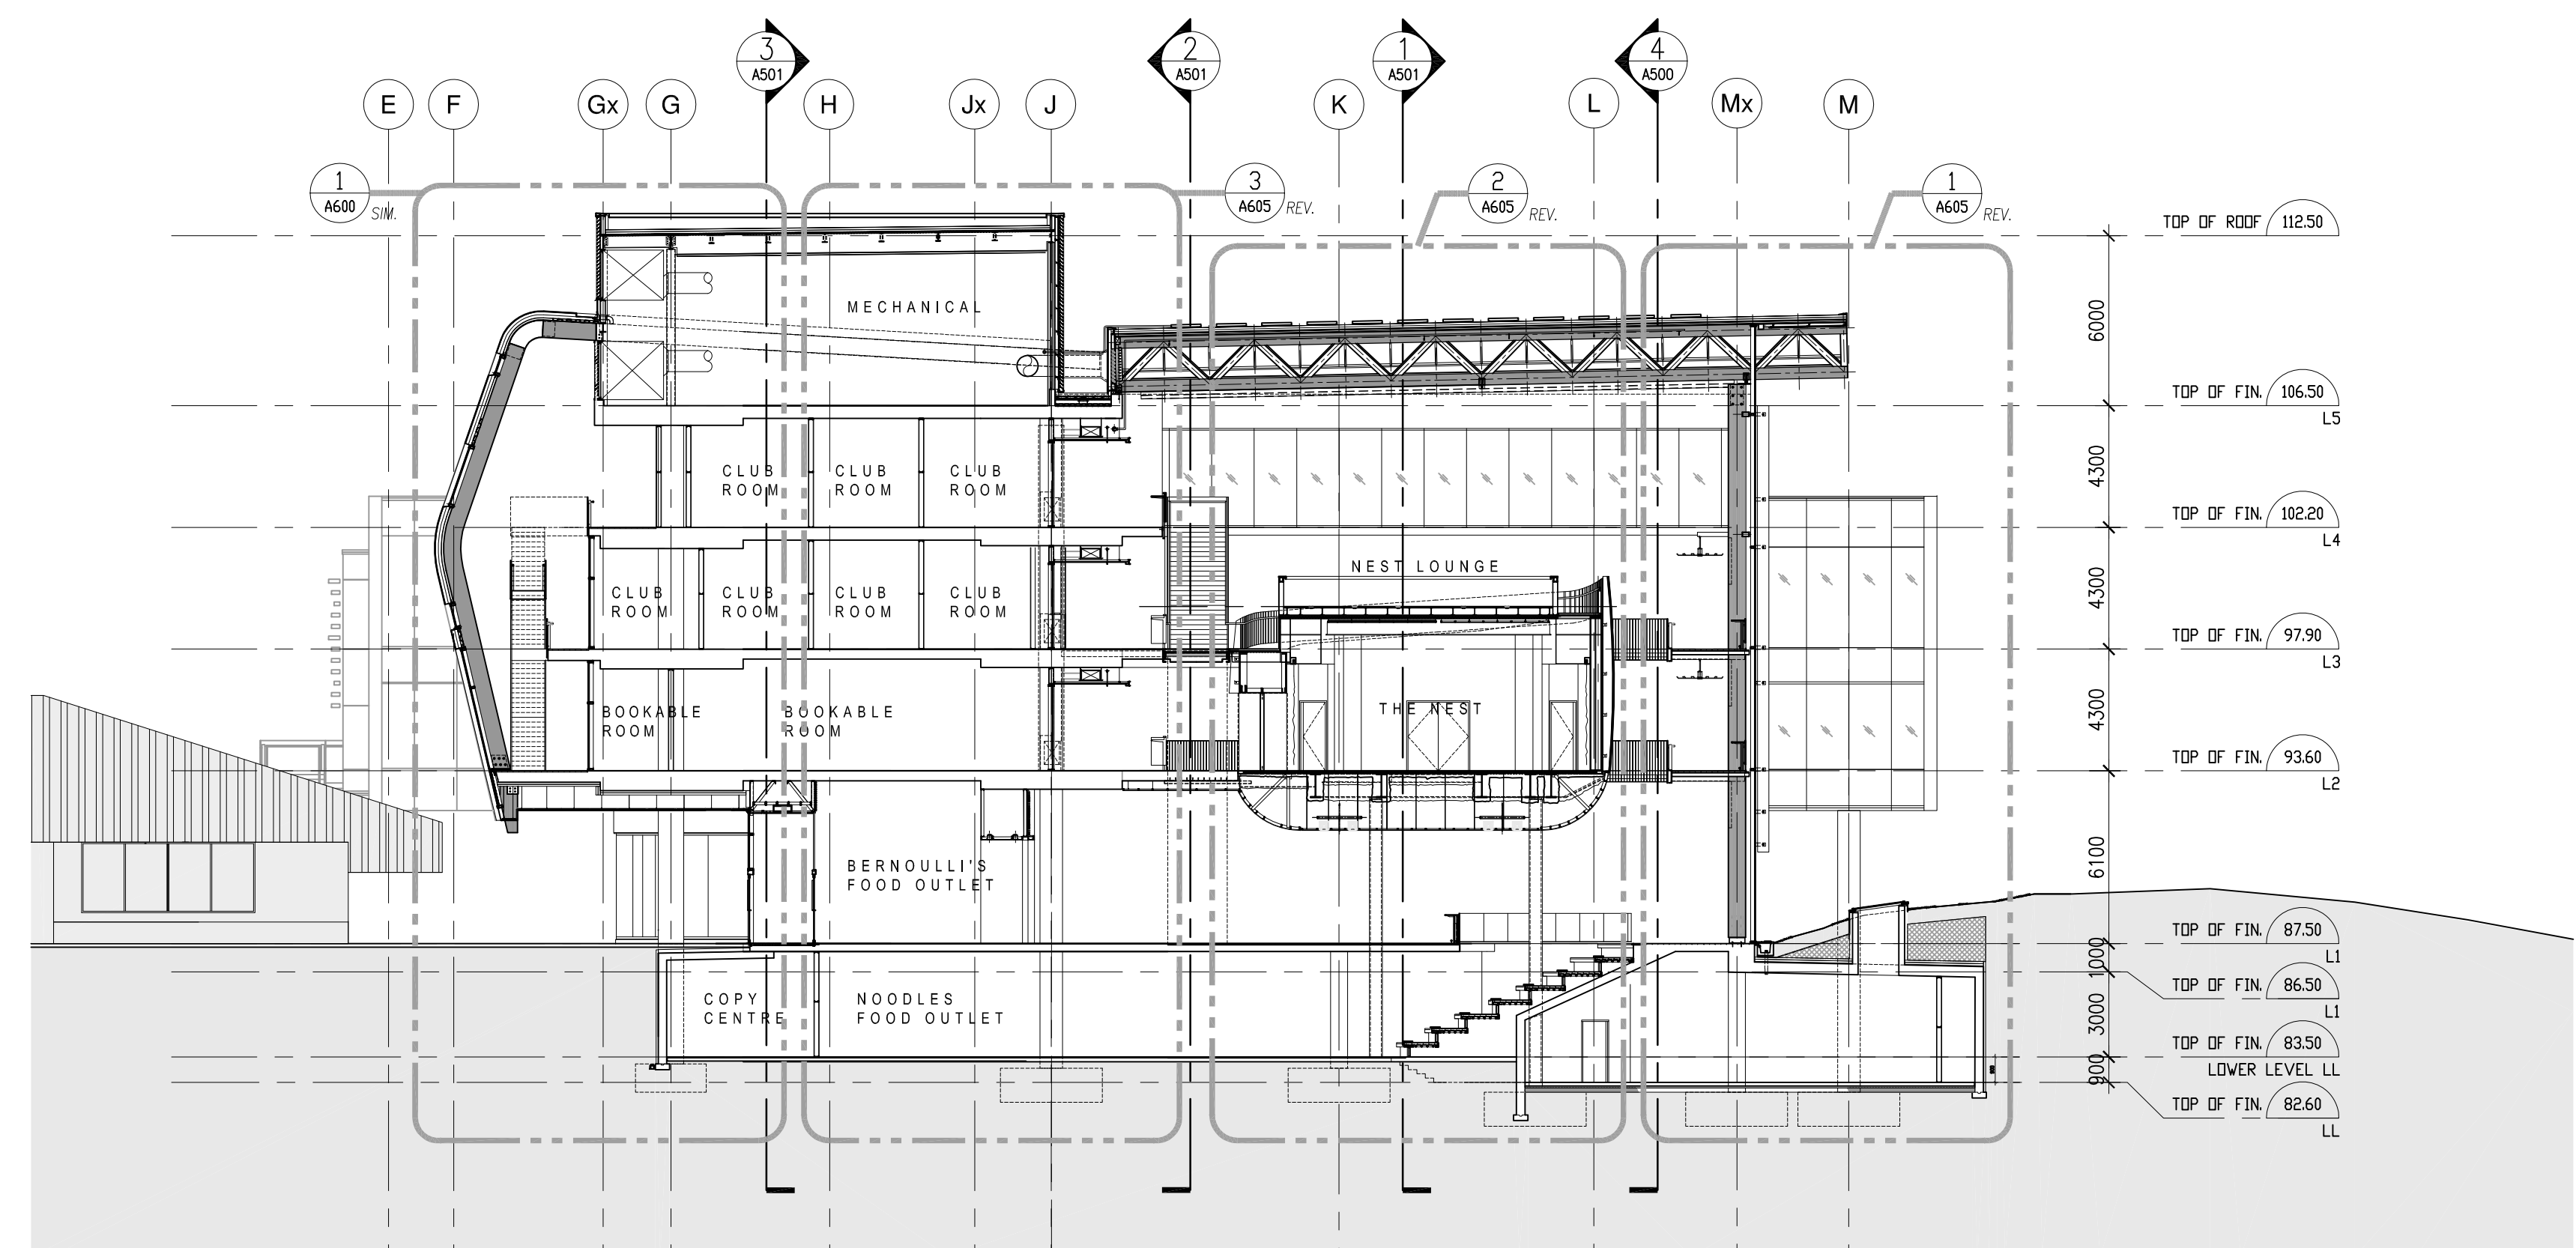 3
A501
2
A501
1
A501
4
A500
E
F
Gx
G
H
Jx
J
K
L
Mx
M
1
A600
SIM.
3
A605
REV.
2
A605
REV.
1
A605
REV.
TOP OF ROOF 112.50
6000
MECHANICAL
TOP OF FIN. 106.50
L5
4300
CLUB
ROOM
CLUB
ROOM
CLUB
ROOM
TOP OF FIN. 102.20
L4
4300
NEST LOUNGE
CLUB
ROOM
CLUB
ROOM
CLUB
ROOM
CLUB
ROOM
TOP OF FIN. 97.90
L3
4300
BOOKABLE
ROOM
BOOKABLE
ROOM
THE NEST
TOP OF FIN. 93.60
L2
6100
BERNOULLI'S
FOOD OUTLET
TOP OF FIN. 87.50
L1
1000
TOP OF FIN. 86.50
L1
3000
COPY
CENTRE
NOODLES
FOOD OUTLET
TOP OF FIN. 83.50
LOWER LEVEL LL
900
TOP OF FIN. 82.60
LL